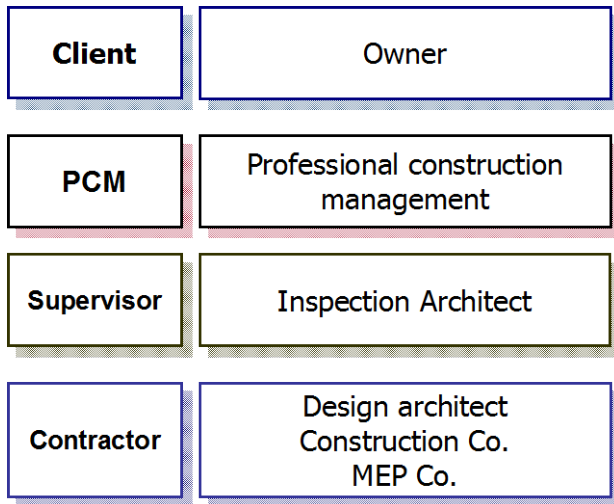 Client
Owner
PCM
Professional construction
management
Supervisor
Inspection Architect
Contractor
Design architect
Construction Co.
MEP Co.